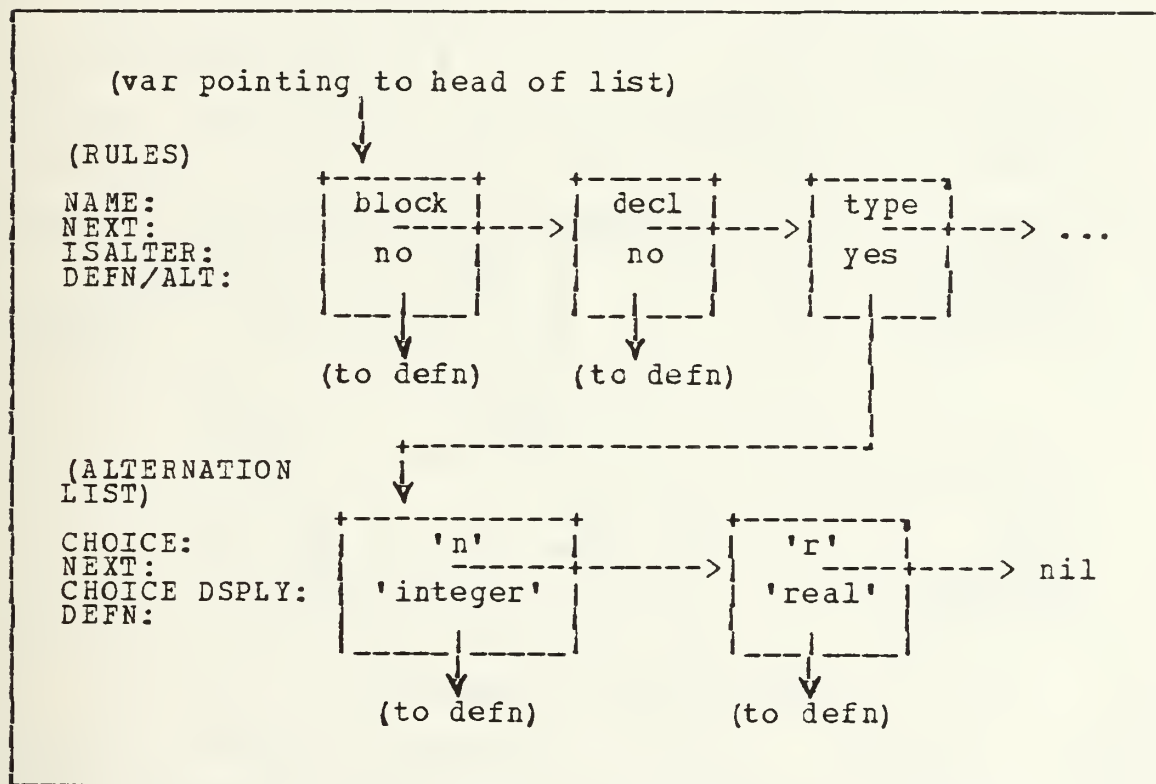 (var pointing to head of list)
(RULES)
NAME: block decl type
NEXT: ...
ISALTER: no no yes
DEFN/ALT:
(to defn) (to defn)
(ALTERNATION
LIST)
CHOICE: 'n' 'r'
NEXT: nil
CHOICE DSPLY: 'integer' 'real'
DEFN:
(to defn) (to defn)